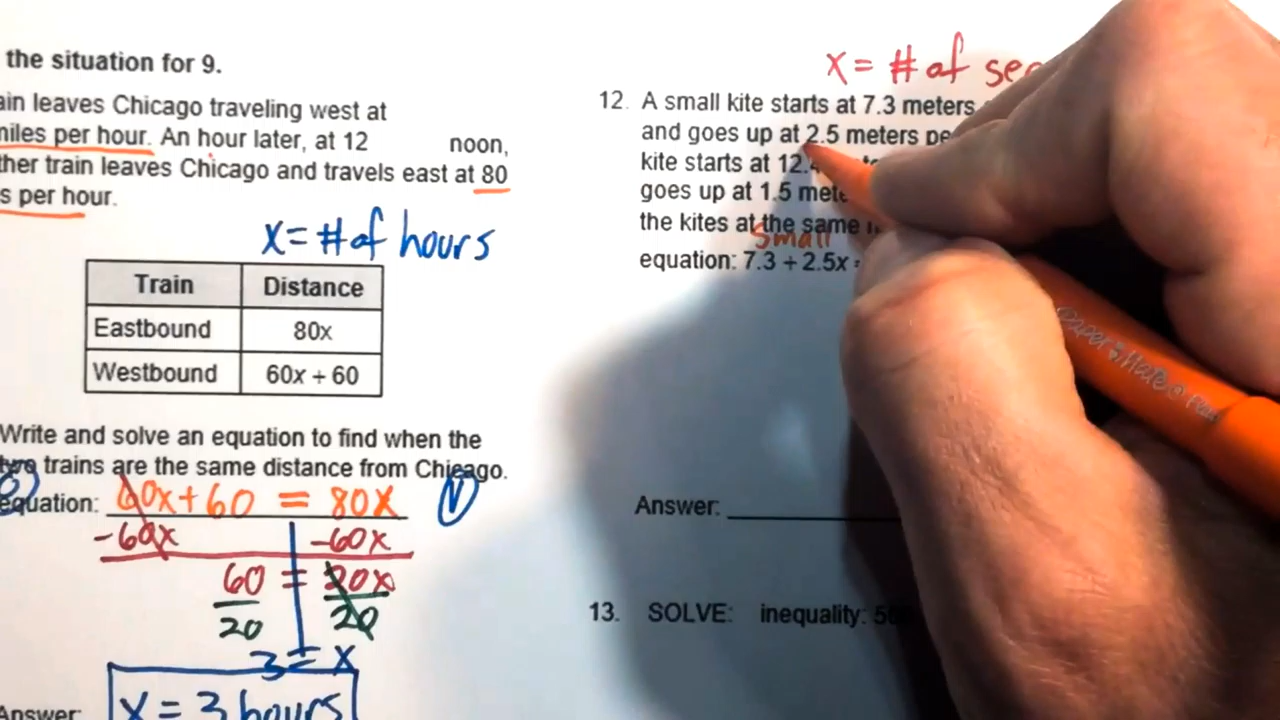 the situation for 9.
ain leaves Chicago traveling west at
miles per hour. An hour later, at 12 noon,
ther train leaves Chicago and travels east at 80
s per hour.
x = # of hours
Train Distance
Eastbound 80x
Westbound 60x + 60
Write and solve an equation to find when the
two trains are the same distance from Chicago.
equation: 60x + 60 = 80x
-60x -60x
60 = 20x
20 20
3 = x
x = 3 hours
Answer:
x = # of sec
12. A small kite starts at 7.3 meters
and goes up at 2.5 meters pe
kite starts at 12.
goes up at 1.5 mete
the kites at the same
small
equation: 7.3 + 2.5x =
Answer:
13. SOLVE: inequality:
Paper Mate